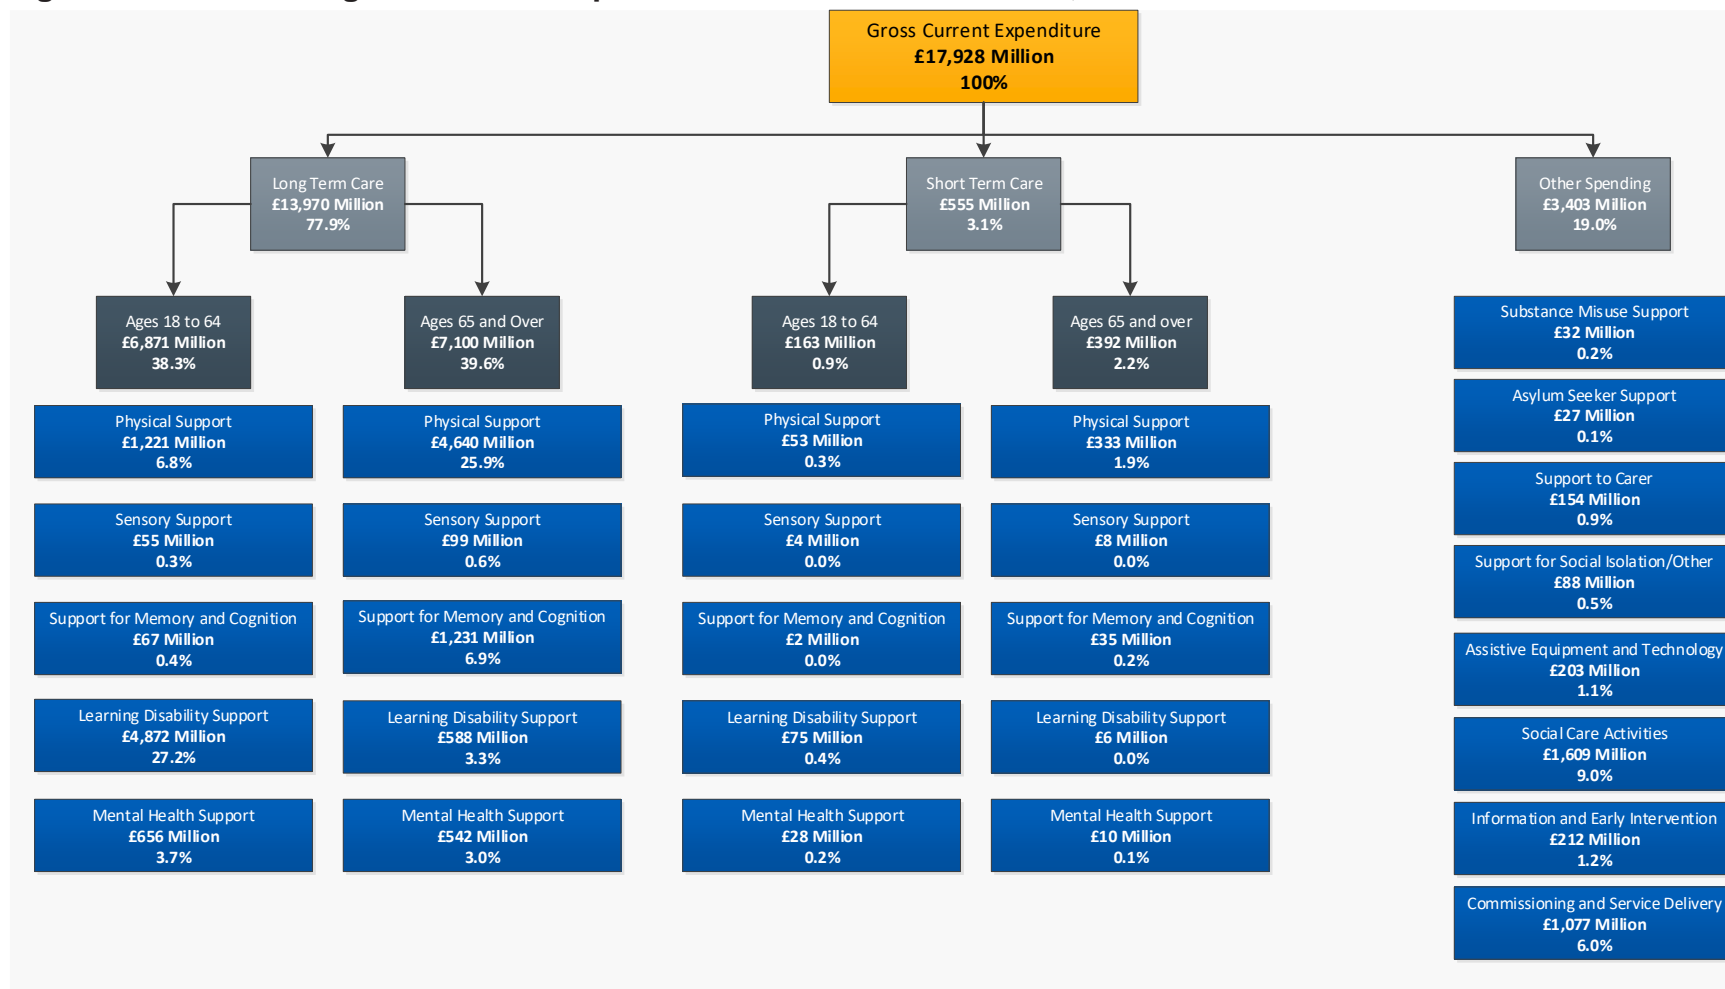 Gross Current Expenditure
£17,928 Million
100%
Long Term Care
£13,970 Million
77.9%
Short Term Care
£555 Million
3.1%
Other Spending
£3,403 Million
19.0%
Ages 18 to 64
£6,871 Million
38.3%
Ages 65 and Over
£7,100 Million
39.6%
Ages 18 to 64
£163 Million
0.9%
Ages 65 and over
£392 Million
2.2%
Physical Support
£1,221 Million
6.8%
Sensory Support
£55 Million
0.3%
Support for Memory and Cognition
£67 Million
0.4%
Learning Disability Support
£4,872 Million
27.2%
Mental Health Support
£656 Million
3.7%
Physical Support
£4,640 Million
25.9%
Sensory Support
£99 Million
0.6%
Support for Memory and Cognition
£1,231 Million
6.9%
Learning Disability Support
£588 Million
3.3%
Mental Health Support
£542 Million
3.0%
Physical Support
£53 Million
0.3%
Sensory Support
£4 Million
0.0%
Support for Memory and Cognition
£2 Million
0.0%
Learning Disability Support
£75 Million
0.4%
Mental Health Support
£28 Million
0.2%
Physical Support
£333 Million
1.9%
Sensory Support
£8 Million
0.0%
Support for Memory and Cognition
£35 Million
0.2%
Learning Disability Support
£6 Million
0.0%
Mental Health Support
£10 Million
0.1%
Substance Misuse Support
£32 Million
0.2%
Asylum Seeker Support
£27 Million
0.1%
Support to Carer
£154 Million
0.9%
Support for Social Isolation/Other
£88 Million
0.5%
Assistive Equipment and Technology
£203 Million
1.1%
Social Care Activities
£1,609 Million
9.0%
Information and Early Intervention
£212 Million
1.2%
Commissioning and Service Delivery
£1,077 Million
6.0%